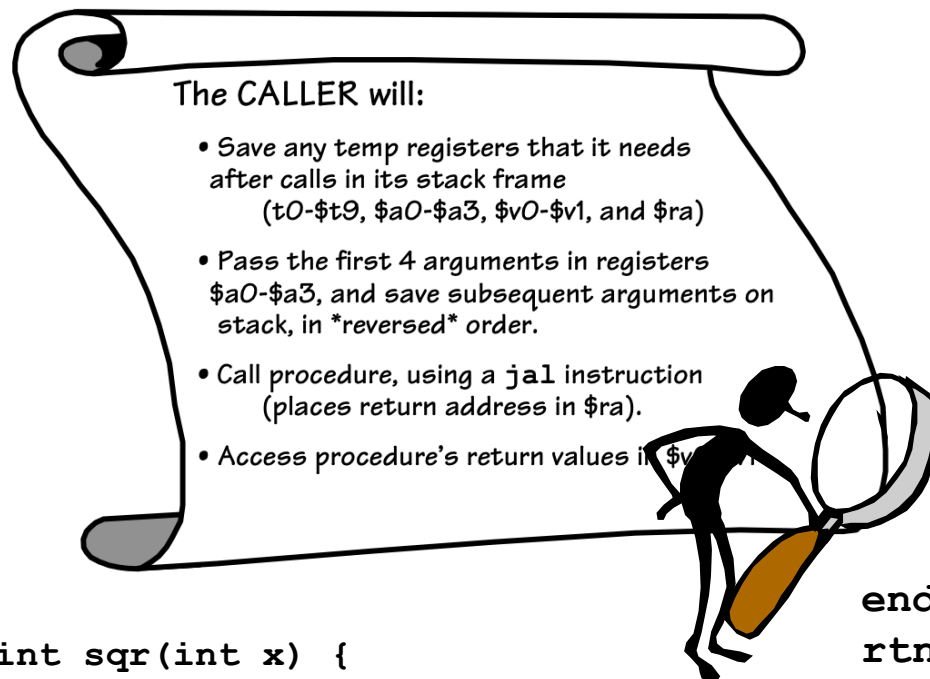 The CALLER will:
• Save any temp registers that it needs
after calls in its stack frame
(t0-$t9, $a0-$a3, $v0-$v1, and $ra)
• Pass the first 4 arguments in registers
$a0-$a3, and save subsequent arguments on
stack, in *reversed* order.
• Call procedure, using a jal instruction
(places return address in $ra).
• Access procedure's return values in
int sqr(int x) {
end
rtn